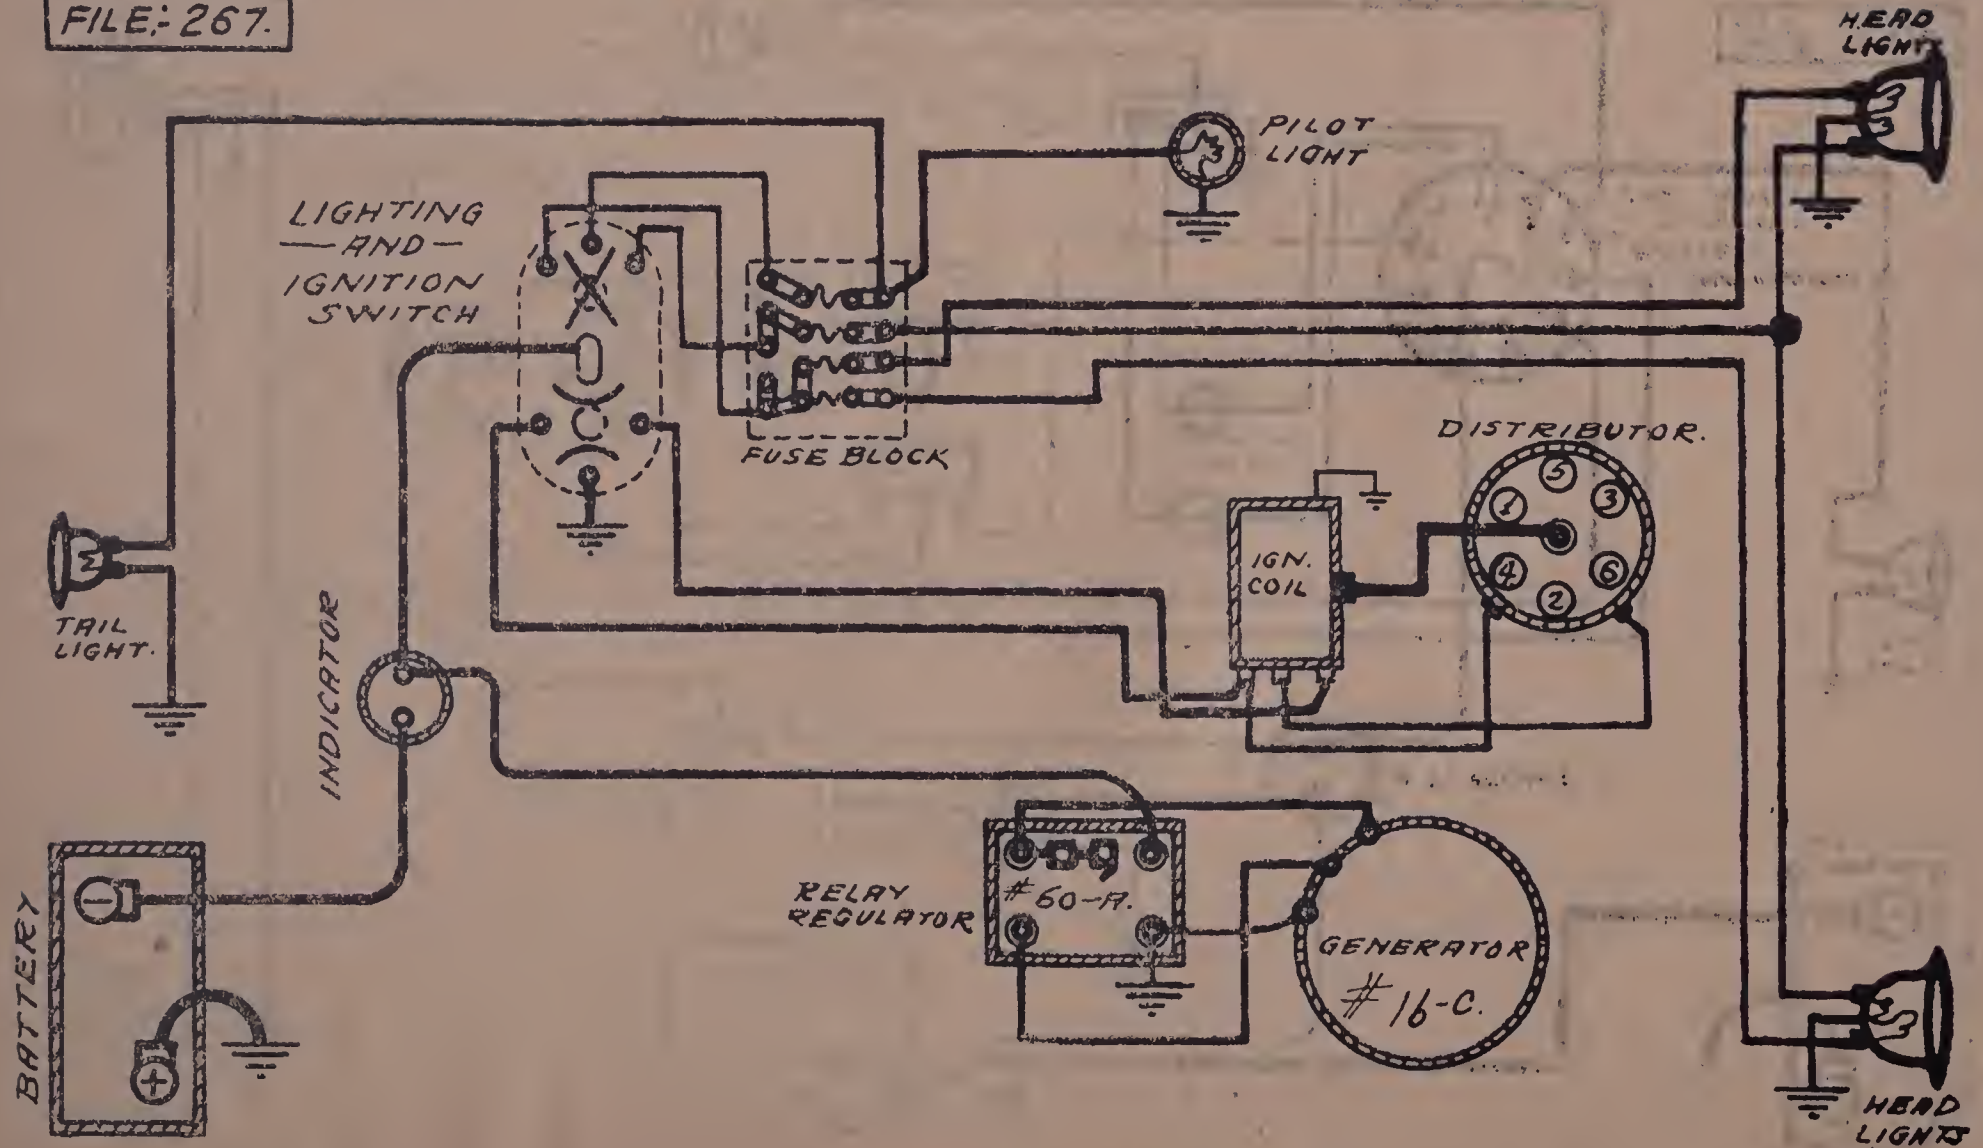 FILE:-267.
HEAD
LIGHTS
PILOT
LIGHT
LIGHTING
—AND—
IGNITION
SWITCH
FUSE BLOCK
DISTRIBUTOR.
5
1
3
4
6
2
IGN.
COIL
TAIL
LIGHT.
INDICATOR
RELAY
REGULATOR
# 60-A.
GENERATOR
# 16-C.
BATTERY
−
+
HEAD
LIGHTS